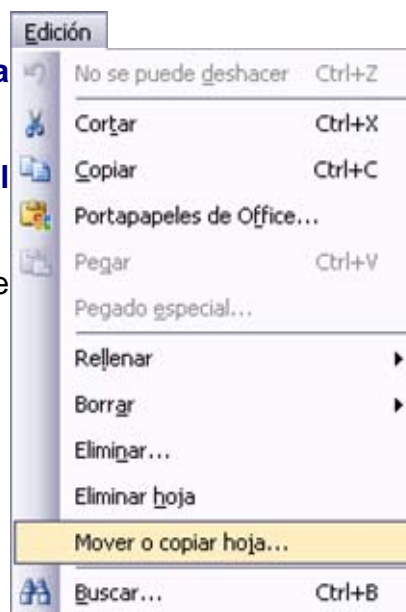 Edición
a
No se puede deshacer Ctrl+Z
Cortar Ctrl+X
l
Copiar Ctrl+C
Portapapeles de Office...
e
Pegar Ctrl+V
Pegado especial...
Rellenar
Borrar
Eliminar...
Eliminar hoja
Mover o copiar hoja...
Buscar... Ctrl+B